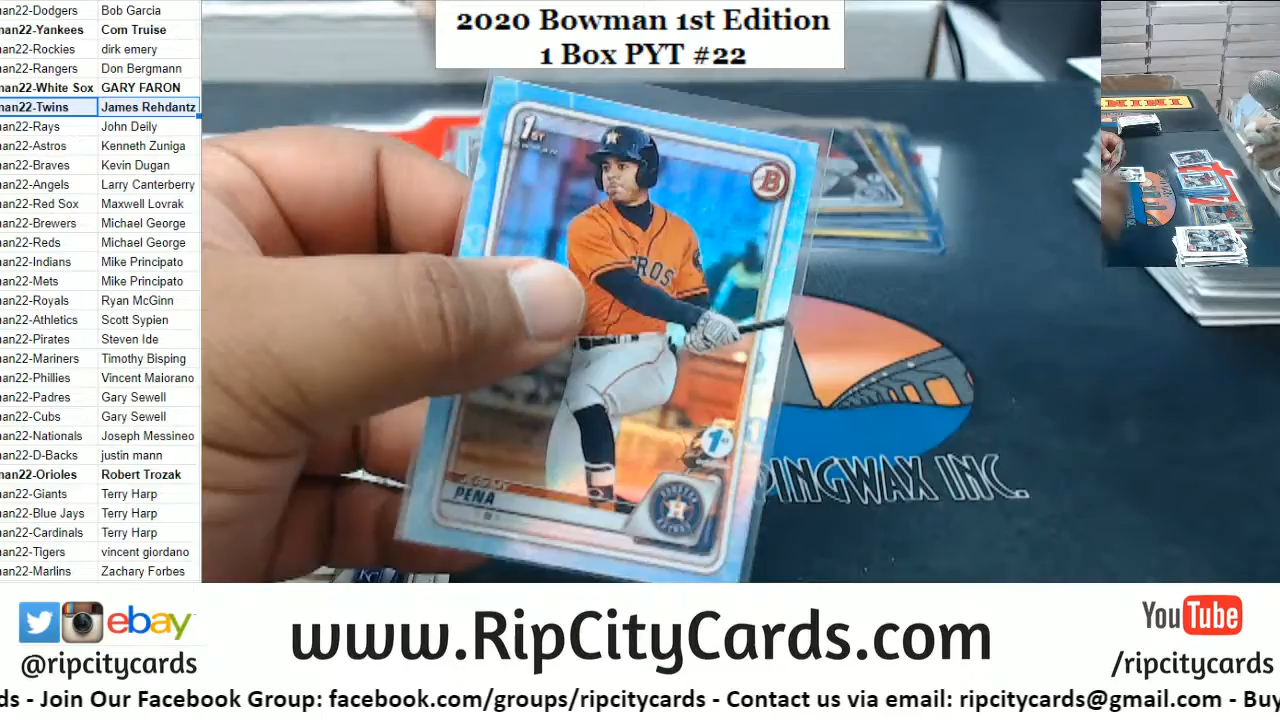 2020 Bowman 1st Edition
1 Box PYT #22
nan22-Dodgers Bob Garcia
nan22-Yankees Com Truise
nan22-Rockies dirk emery
nan22-Rangers Don Bergmann
nan22-White Sox GARY FARON
nan22-Twins James Rehdantz
nan22-Rays John Deily
nan22-Astros Kenneth Zuniga
nan22-Braves Kevin Dugan
nan22-Angels Larry Canterberry
nan22-Red Sox Maxwell Lovrak
nan22-Brewers Michael George
nan22-Reds Michael George
nan22-Indians Mike Principato
nan22-Mets Mike Principato
nan22-Royals Ryan McGinn
nan22-Athletics Scott Sypien
nan22-Pirates Steven Ide
nan22-Mariners Timothy Bisping
nan22-Phillies Vincent Maiorano
nan22-Padres Gary Sewell
nan22-Cubs Gary Sewell
nan22-Nationals Joseph Messineo
nan22-D-Backs justin mann
nan22-Orioles Robert Trozak
nan22-Giants Terry Harp
nan22-Blue Jays Terry Harp
nan22-Cardinals Terry Harp
nan22-Tigers vincent giordano
nan22-Marlins Zachary Forbes
1ST
B
TROS
1st
PENA
PINGWAX INC.
PANINI
ebay
@ripcitycards
www.RipCityCards.com
YouTube
/ripcitycards
ds - Join Our Facebook Group: facebook.com/groups/ripcitycards - Contact us via email: ripcitycards@gmail.com - Buy